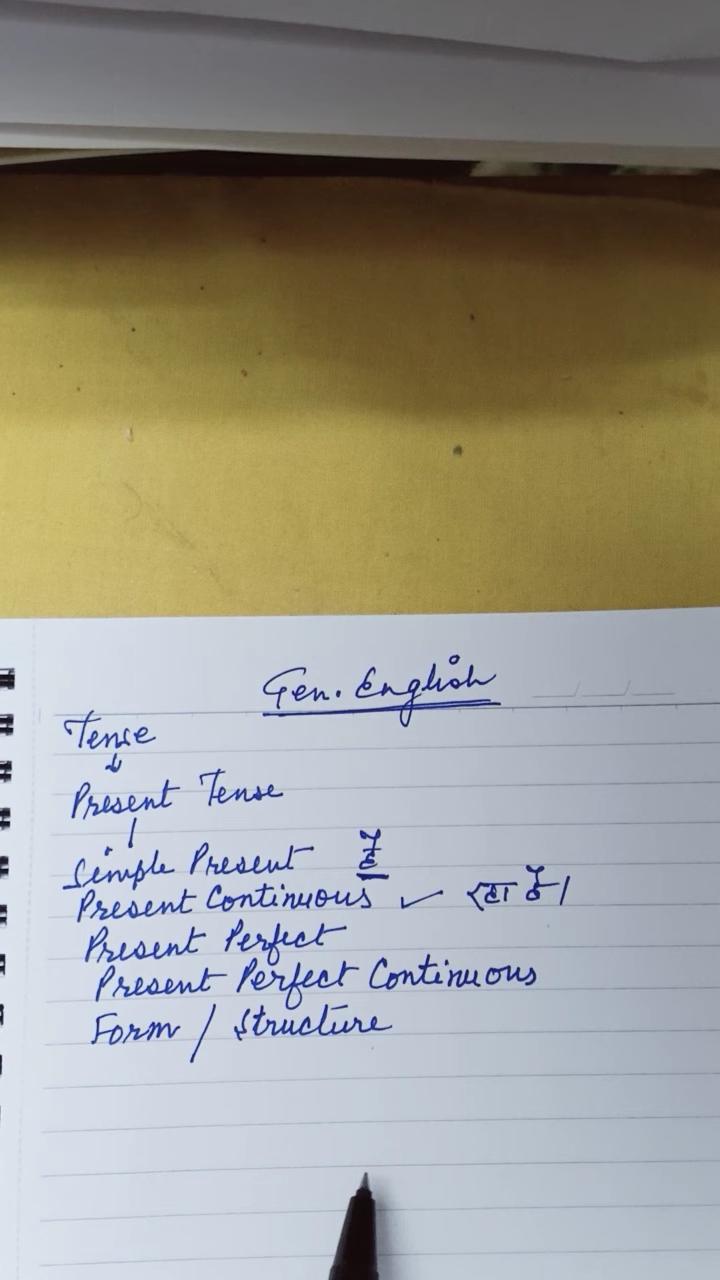 Gen. English
Tense
Present Tense
Simple Present है
Present Continuous ✓ रहा है।
Present Perfect
Present Perfect Continuous
Form / Structure